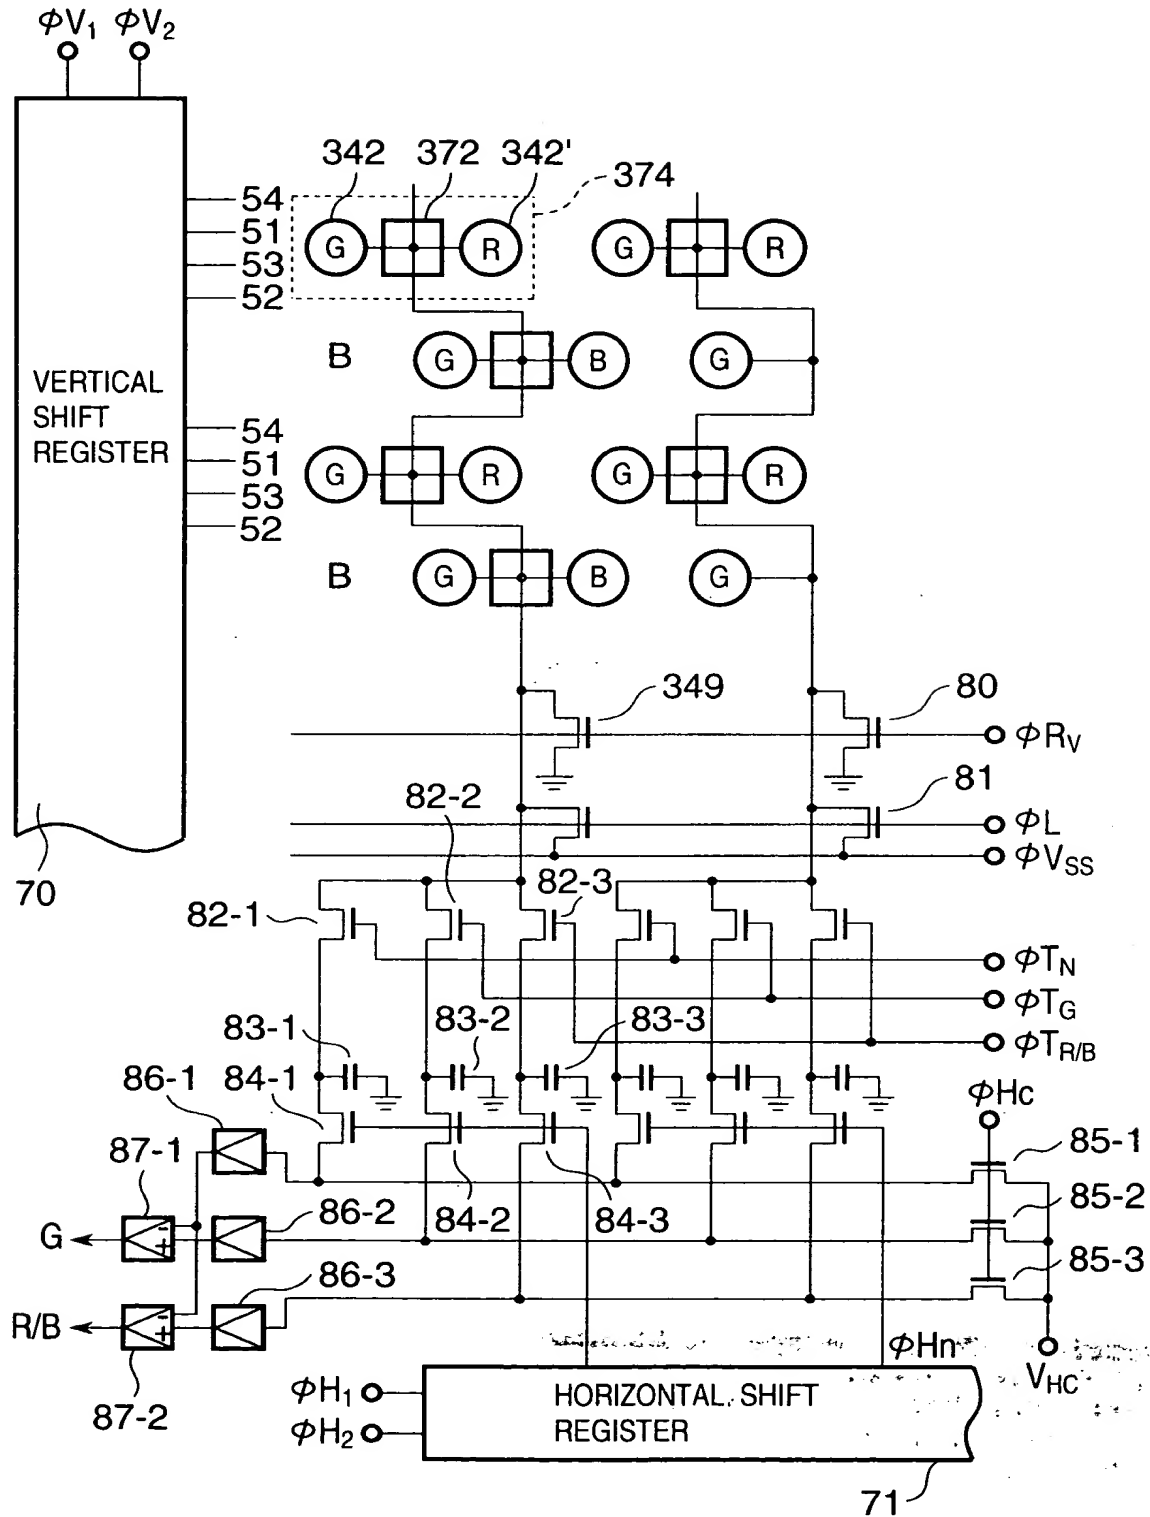 ϕV1 ϕV2
342 372 342' 374
54
51
53
52
G R G R
B G B G
VERTICAL
SHIFT
REGISTER
54
51
53
52
G R G R
B G B G
349 80
ϕRV
81
82-2
ϕL
ϕVSS
70
82-1
82-3
ϕTN
ϕTG
ϕTR/B
83-1 83-2 83-3
86-1 84-1
ϕHc
87-1
85-1
85-2
85-3
G
- +
86-2 84-2 84-3
86-3
R/B
- +
87-2
ϕHn
VHC
ϕH1
ϕH2
HORIZONTAL SHIFT
REGISTER
71